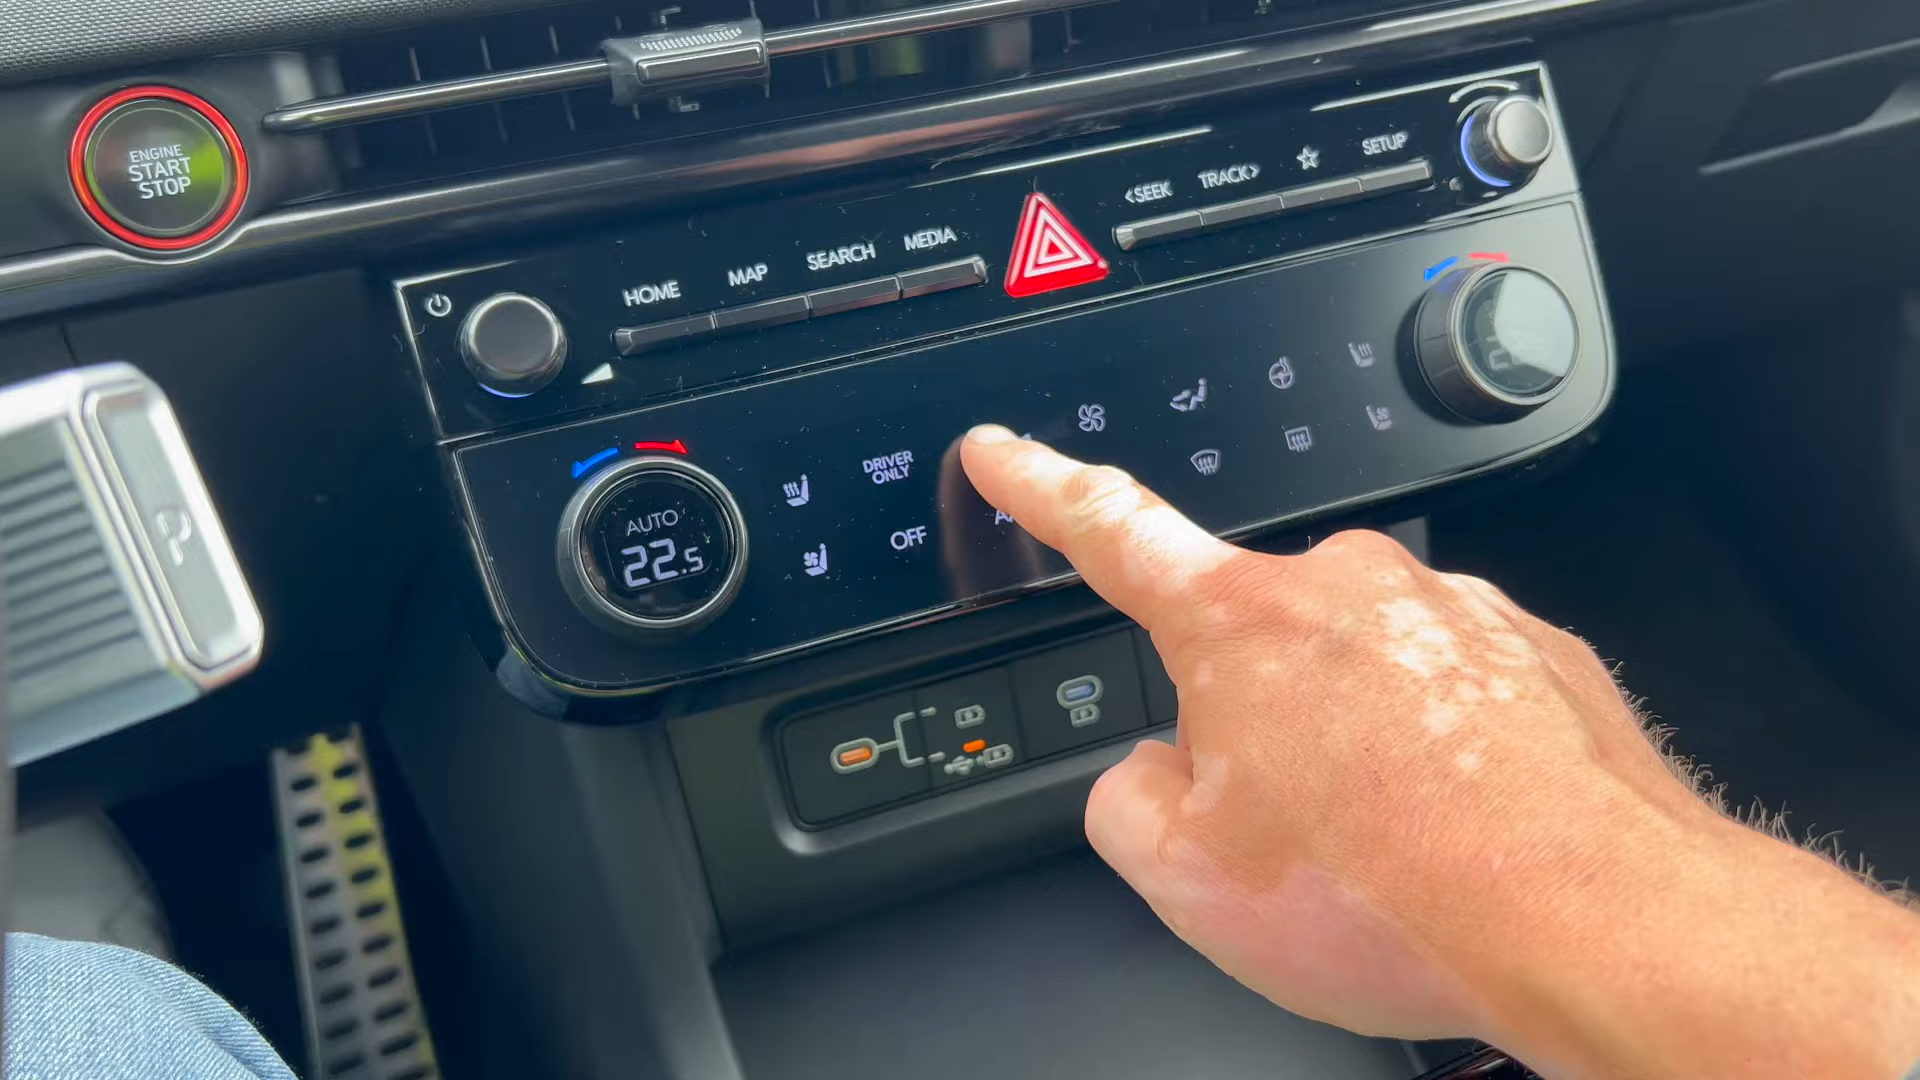 ENGINE
START
STOP
HOME
MAP
SEARCH
MEDIA
<SEEK
TRACK>
SETUP
AUTO
22.5
DRIVER
ONLY
OFF
P